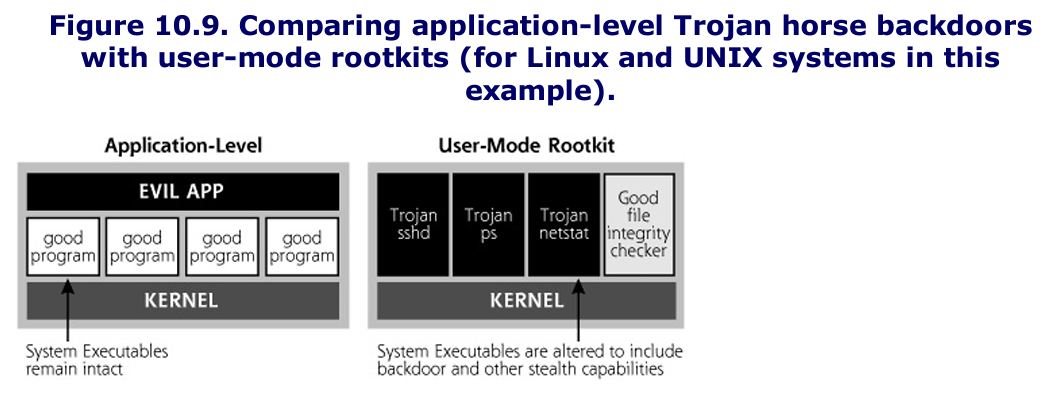 Figure 10.9. Comparing application-level Trojan horse backdoors
with user-mode rootkits (for Linux and UNIX systems in this
example).
Application-Level
EVIL APP
good
program
good
program
good
program
good
program
KERNEL
System Executables
remain intact
User-Mode Rootkit
Trojan
sshd
Trojan
ps
Trojan
netstat
Good
file
integrity
checker
KERNEL
System Executables are altered to include
backdoor and other stealth capabilities